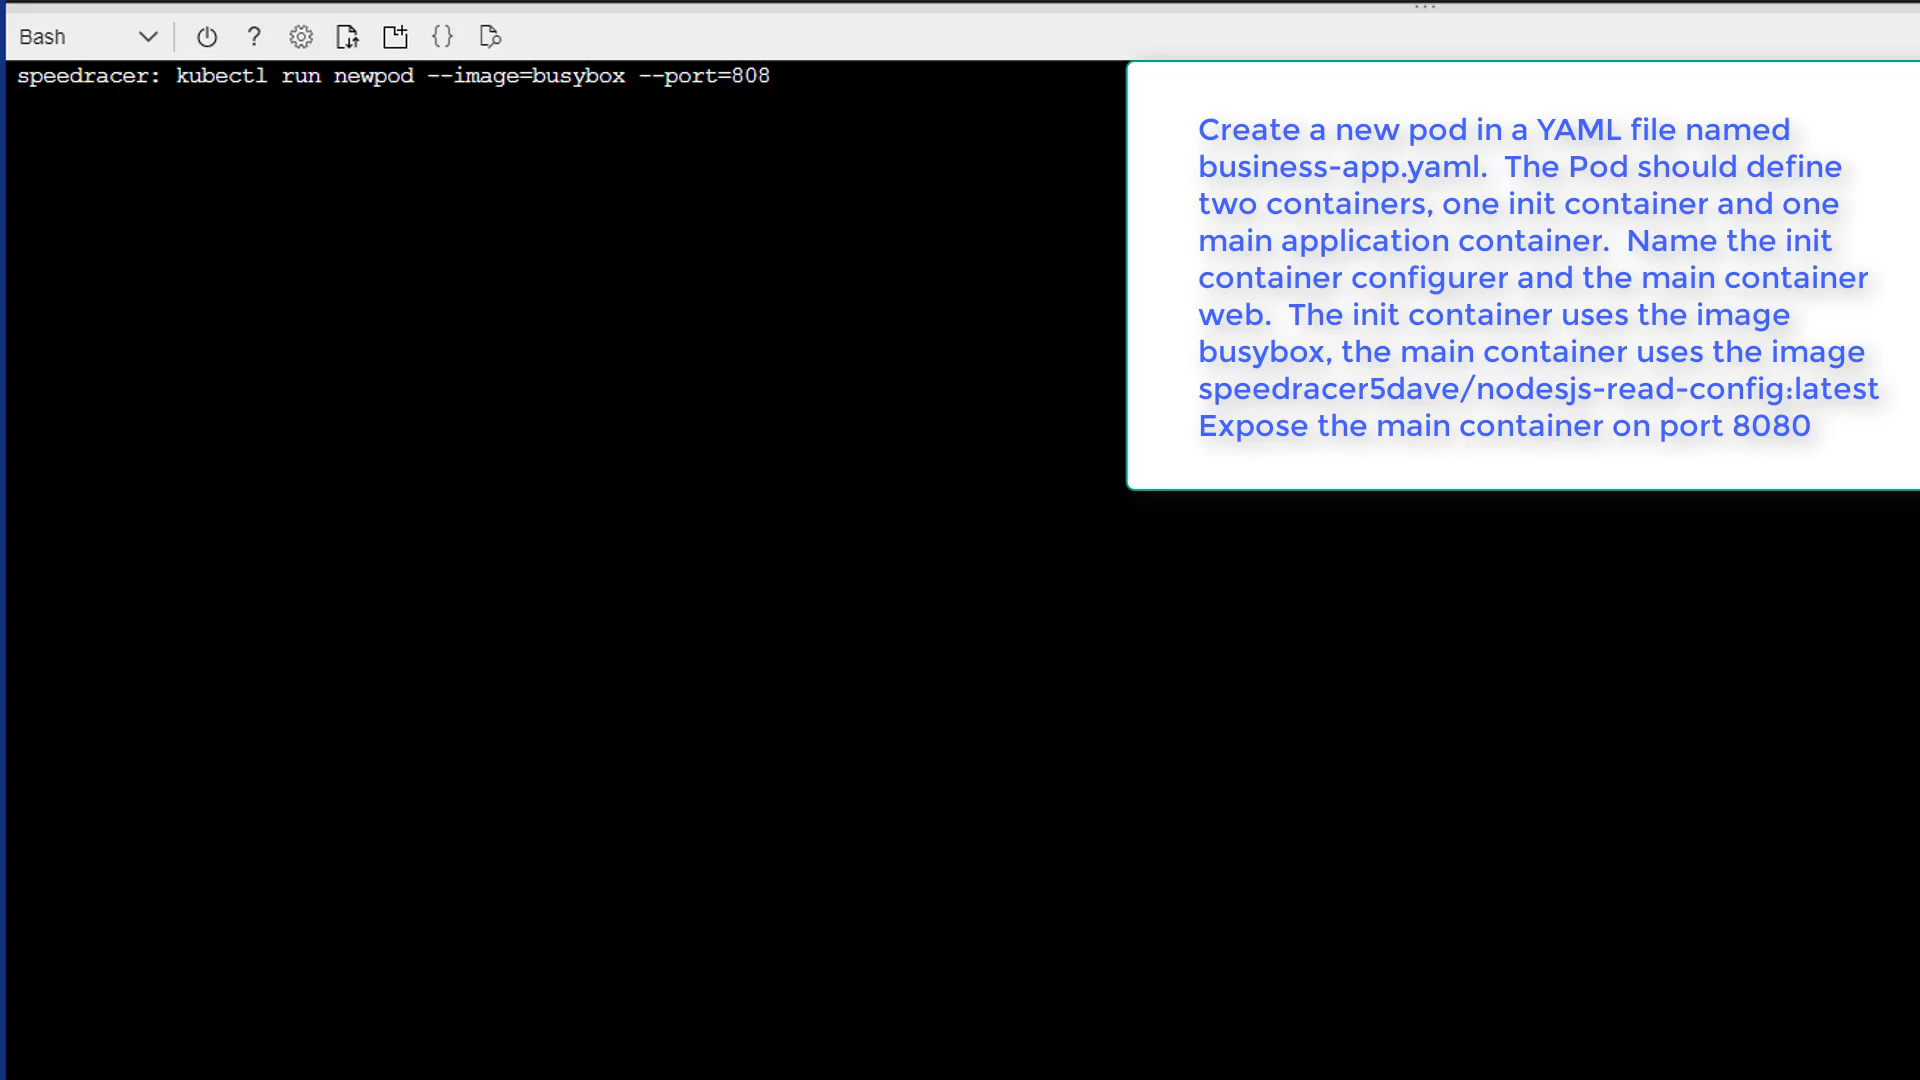 Bash
speedracer: kubectl run newpod --image=busybox --port=808
Create a new pod in a YAML file named
business-app.yaml.  The Pod should define
two containers, one init container and one
main application container.  Name the init
container configurer and the main container
web.  The init container uses the image
busybox, the main container uses the image
speedracer5dave/nodesjs-read-config:latest
Expose the main container on port 8080